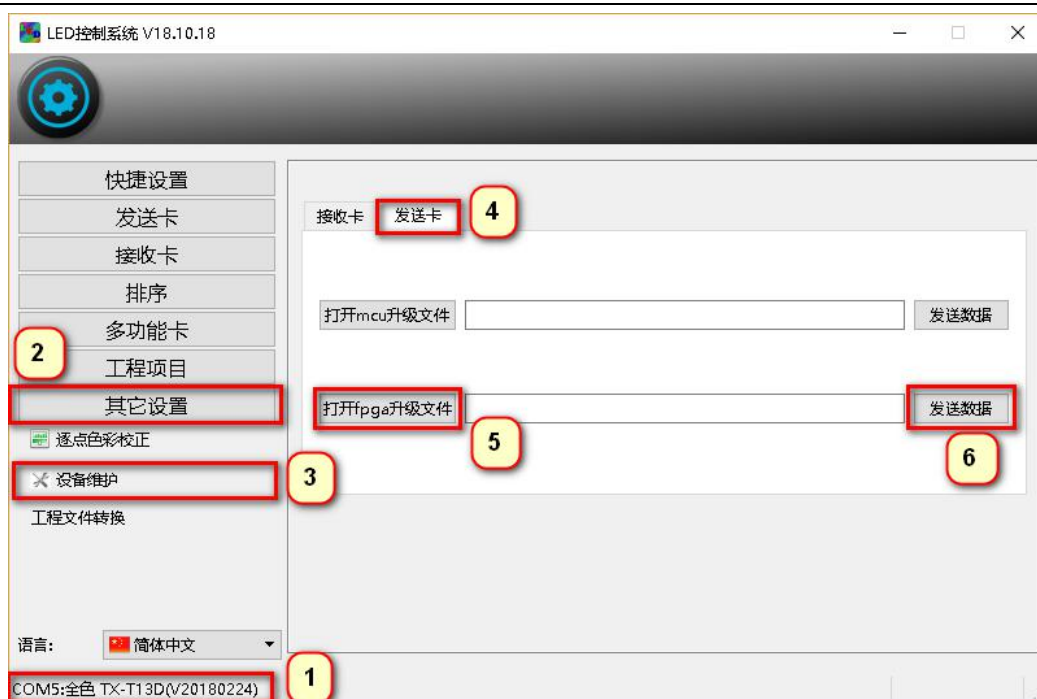 LED控制系统 V18.10.18
快捷设置
发送卡
接收卡
排序
多功能卡
2
工程项目
其它设置
逐点色彩校正
设备维护
3
工程文件转换
语言:
简体中文
COM5:全色 TX-T13D(V20180224)
1
接收卡
发送卡
4
打开mcu升级文件
发送数据
打开fpga升级文件
发送数据
5
6